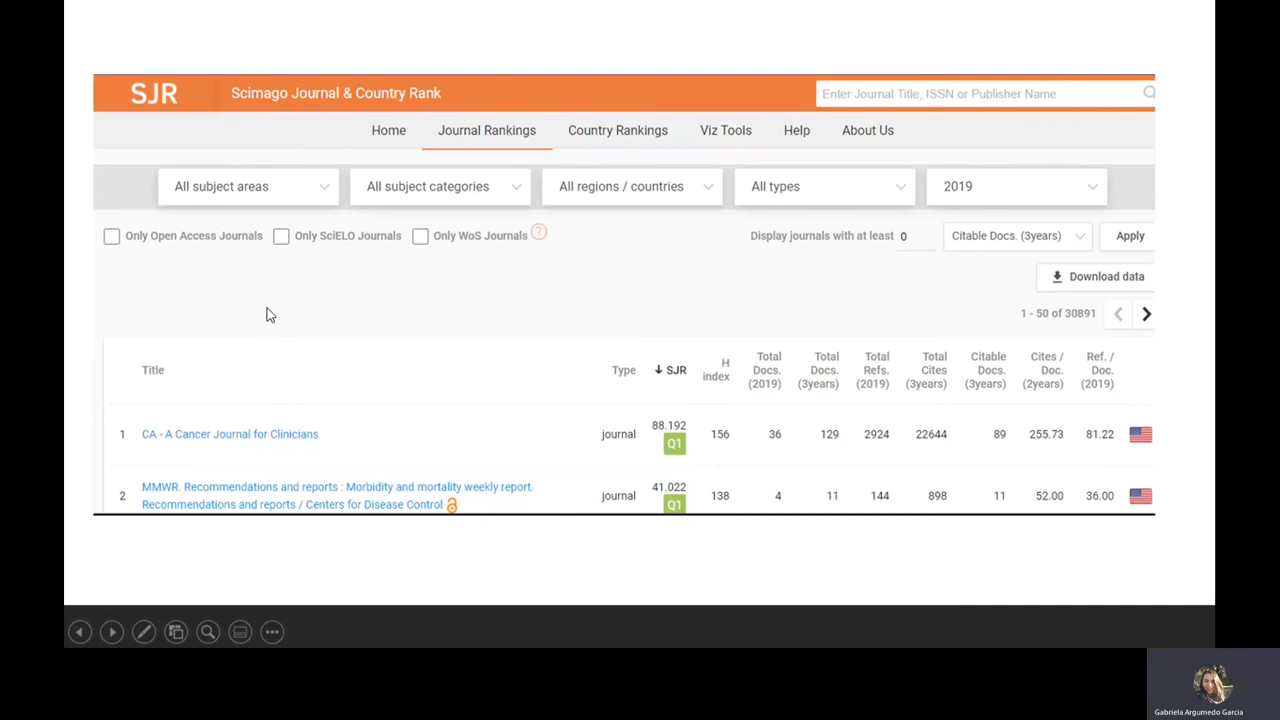 SJR Scimago Journal & Country Rank Enter Journal Title, ISSN or Publisher Name
Home Journal Rankings Country Rankings Viz Tools Help About Us
All subject areas All subject categories All regions / countries All types 2019
Only Open Access Journals Only SciELO Journals Only WoS Journals ? Display journals with at least 0 Citable Docs. (3years) Apply
Download data
1 - 50 of 30891
Title Type SJR H index Total Docs. (2019) Total Docs. (3years) Total Refs. (2019) Total Cites (3years) Citable Docs. (3years) Cites / Doc. (2years) Ref. / Doc. (2019)
1 CA - A Cancer Journal for Clinicians journal 88.192 Q1 156 36 129 2924 22644 89 255.73 81.22
2 MMWR. Recommendations and reports : Morbidity and mortality weekly report.
Recommendations and reports / Centers for Disease Control journal 41.022 Q1 138 4 11 144 898 11 52.00 36.00
Gabriela Argumedo Garcia